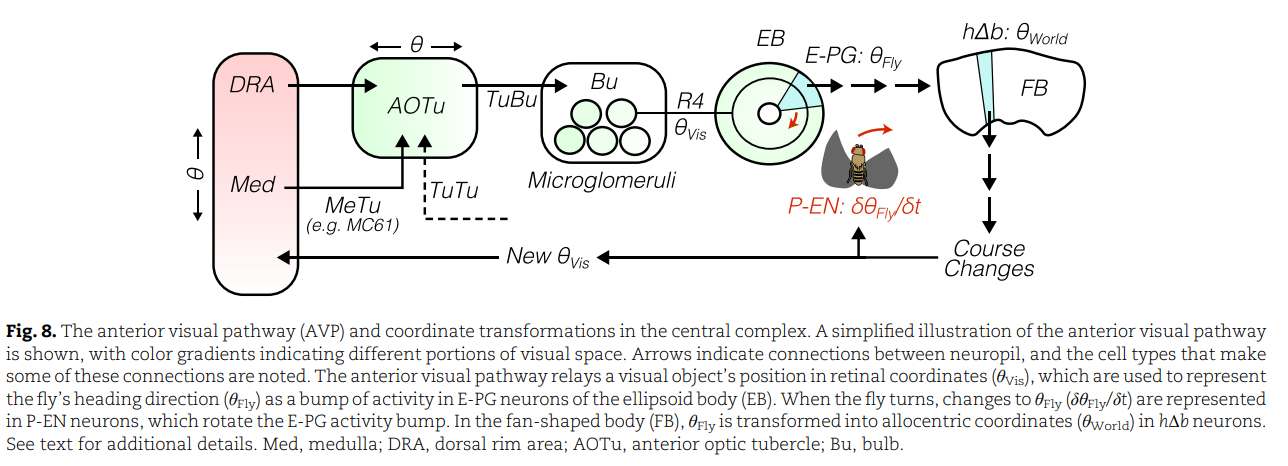 hΔb: θWorld
θ
EB
E-PG: θFly
DRA
AOTu
TuBu
Bu
R4
θVis
FB
θ
Med
TuTu
Microglomeruli
MeTu
(e.g. MC61)
P-EN: δθFly/δt
New θVis
Course
Changes
Fig. 8. The anterior visual pathway (AVP) and coordinate transformations in the central complex. A simplified illustration of the anterior visual pathway
is shown, with color gradients indicating different portions of visual space. Arrows indicate connections between neuropil, and the cell types that make
some of these connections are noted. The anterior visual pathway relays a visual object's position in retinal coordinates (θVis), which are used to represent
the fly's heading direction (θFly) as a bump of activity in E-PG neurons of the ellipsoid body (EB). When the fly turns, changes to θFly (δθFly/δt) are represented
in P-EN neurons, which rotate the E-PG activity bump. In the fan-shaped body (FB), θFly is transformed into allocentric coordinates (θWorld) in hΔb neurons.
See text for additional details. Med, medulla; DRA, dorsal rim area; AOTu, anterior optic tubercle; Bu, bulb.